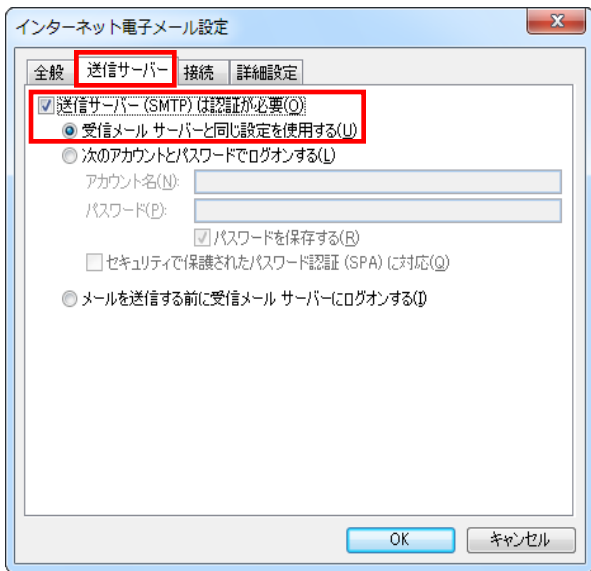 インターネット電子メール設定
全般 送信サーバー 接続 詳細設定
送信サーバー (SMTP) は認証が必要(O)
受信メール サーバーと同じ設定を使用する(U)
次のアカウントとパスワードでログオンする(L)
アカウント名(N):
パスワード(P):
パスワードを保存する(R)
セキュリティで保護されたパスワード認証 (SPA) に対応(Q)
メールを送信する前に受信メール サーバーにログオンする(I)
OK キャンセル